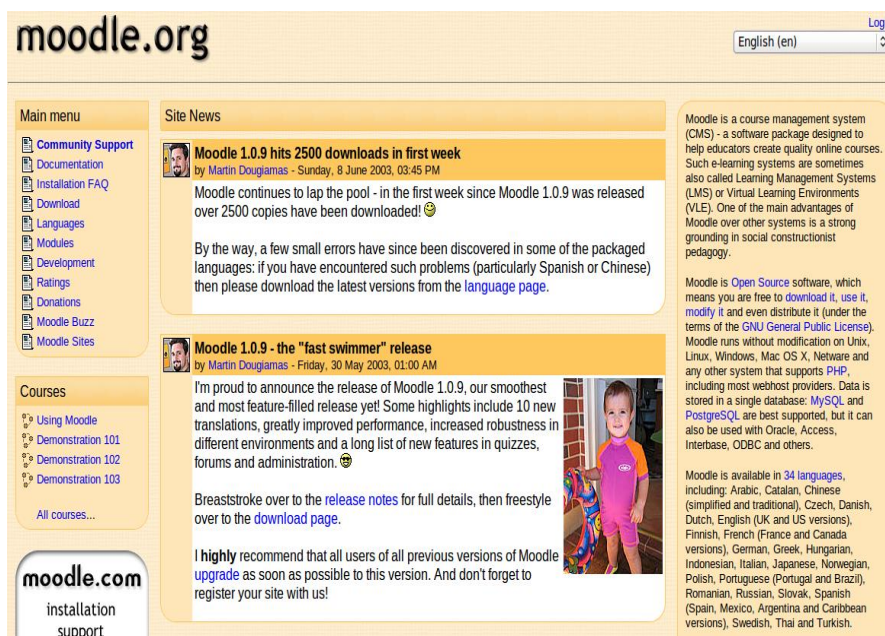 moodle.org
Log
English (en)
Main menu
Community Support
Documentation
Installation FAQ
Download
Languages
Modules
Development
Ratings
Donations
Moodle Buzz
Moodle Sites
Courses
Using Moodle
Demonstration 101
Demonstration 102
Demonstration 103
All courses...
moodle.com
installation
support
Site News
Moodle 1.0.9 hits 2500 downloads in first week
by Martin Dougiamas - Sunday, 8 June 2003, 03:45 PM
Moodle continues to lap the pool - in the first week since Moodle 1.0.9 was released
over 2500 copies have been downloaded!
By the way, a few small errors have since been discovered in some of the packaged
languages: if you have encountered such problems (particularly Spanish or Chinese)
then please download the latest versions from the language page.
Moodle 1.0.9 - the "fast swimmer" release
by Martin Dougiamas - Friday, 30 May 2003, 01:00 AM
I'm proud to announce the release of Moodle 1.0.9, our smoothest
and most feature-filled release yet! Some highlights include 10 new
translations, greatly improved performance, increased robustness in
different environments and a long list of new features in quizzes,
forums and administration.
Breaststroke over to the release notes for full details, then freestyle
over to the download page.
I highly recommend that all users of all previous versions of Moodle
upgrade as soon as possible to this version. And don't forget to
register your site with us!
Moodle is a course management system
(CMS) - a software package designed to
help educators create quality online courses.
Such e-learning systems are sometimes
also called Learning Management Systems
(LMS) or Virtual Learning Environments
(VLE). One of the main advantages of
Moodle over other systems is a strong
grounding in social constructionist
pedagogy.
Moodle is Open Source software, which
means you are free to download it, use it,
modify it and even distribute it (under the
terms of the GNU General Public License).
Moodle runs without modification on Unix,
Linux, Windows, Mac OS X, Netware and
any other system that supports PHP,
including most webhost providers. Data is
stored in a single database: MySQL and
PostgreSQL are best supported, but it can
also be used with Oracle, Access,
Interbase, ODBC and others.
Moodle is available in 34 languages,
including: Arabic, Catalan, Chinese
(simplified and traditional), Czech, Danish,
Dutch, English (UK and US versions),
Finnish, French (France and Canada
versions), German, Greek, Hungarian,
Indonesian, Italian, Japanese, Norwegian,
Polish, Portuguese (Portugal and Brazil),
Romanian, Russian, Slovak, Spanish
(Spain, Mexico, Argentina and Caribbean
versions), Swedish, Thai and Turkish.